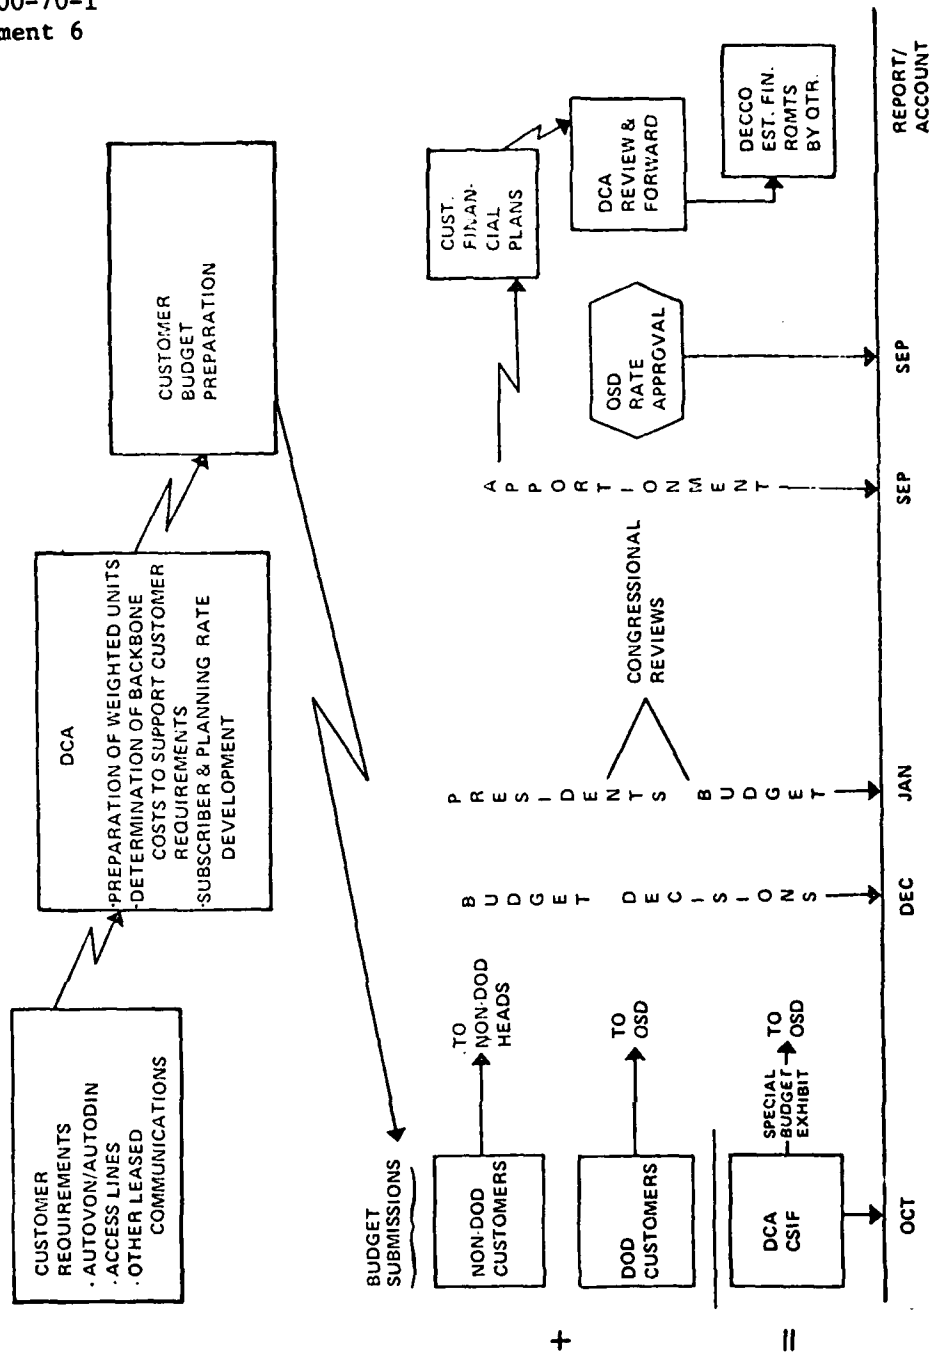 00-70-1
ment 6
CUSTOMER
REQUIREMENTS
· AUTOVON/AUTODIN
· ACCESS LINES
· OTHER LEASED
COMMUNICATIONS
DCA
·PREPARATION OF WEIGHTED UNITS
·DETERMINATION OF BACKBONE
COSTS TO SUPPORT CUSTOMER
REQUIREMENTS
·SUBSCRIBER & PLANNING RATE
DEVELOPMENT
CUSTOMER
BUDGET
PREPARATION
BUDGET
SUBMISSIONS
NON-DOD
CUSTOMERS
TO
NON-DOD
HEADS
+
DOD
CUSTOMERS
TO
OSD
=
DCA
CSIF
SPECIAL
BUDGET
EXHIBIT
TO
OSD
BUDGET DECISIONS
PRESIDENTS BUDGET
CONGRESSIONAL
REVIEWS
APPORTIONMENT
OSD
RATE
APPROVAL
CUST.
FINAN-
CIAL
PLANS
DCA
REVIEW &
FORWARD
DECCO
EST. FIN.
RQMTS
BY QTR.
OCT
DEC
JAN
SEP
SEP
REPORT/
ACCOUNT